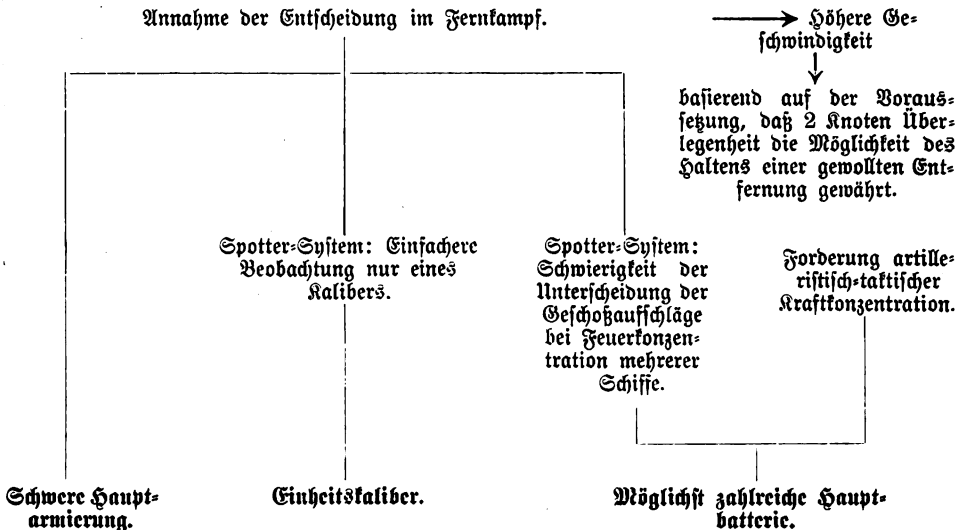 Annahme der Entscheidung im Fernkampf.
Höhere Ge-
schwindigkeit
basierend auf der Voraus-
setzung, daß 2 Knoten Über-
legenheit die Möglichkeit des
Haltens einer gewollten Ent-
fernung gewährt.
Spotter-System: Einfachere
Beobachtung nur eines
Kalibers.
Spotter-System:
Schwierigkeit der
Unterscheidung der
Geschoßaufschläge
bei Feuerkonzen-
tration mehrerer
Schiffe.
Forderung artille-
ristisch-taktischer
Kraftkonzentration.
Schwere Haupt-
armierung.
Einheitskaliber.
Möglichst zahlreiche Haupt-
batterie.